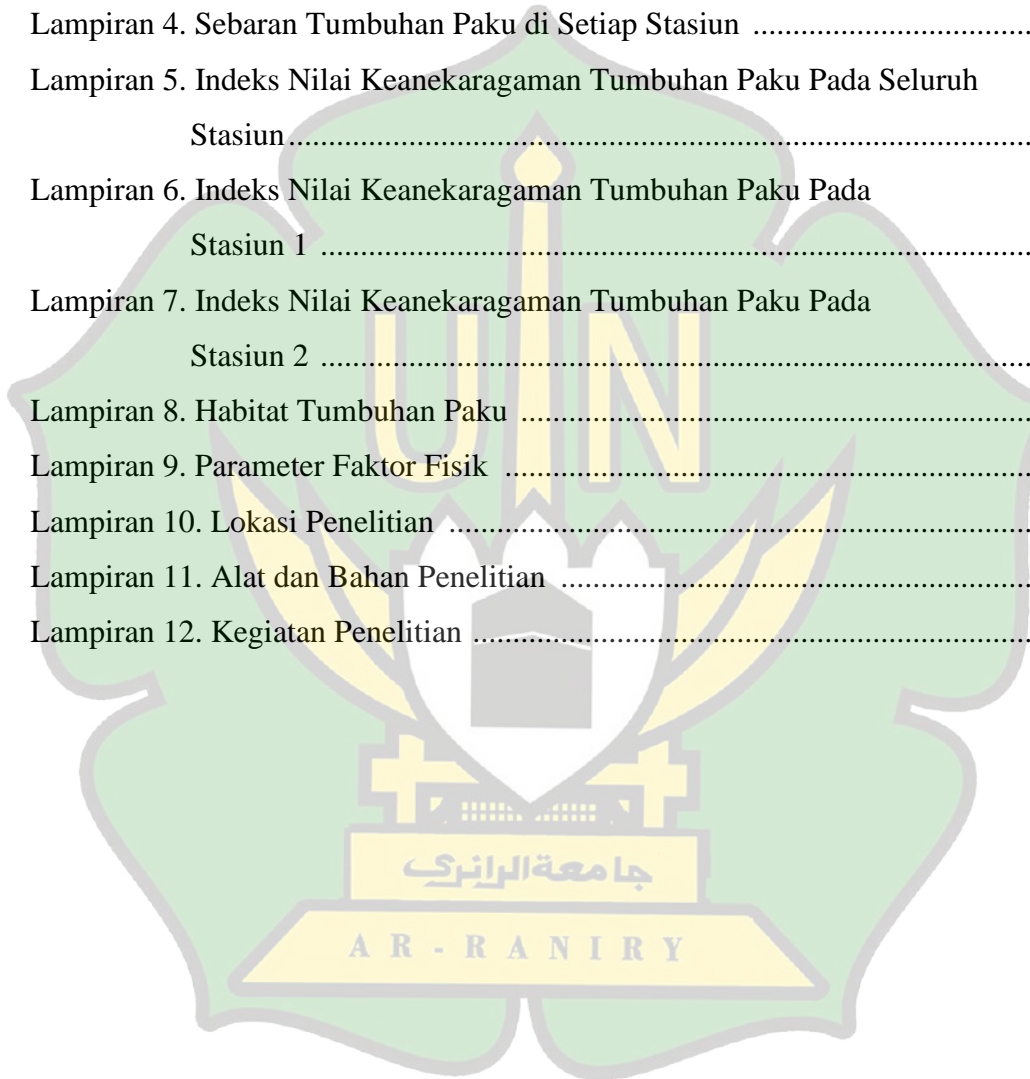 Lampiran 4. Sebaran Tumbuhan Paku di Setiap Stasiun ..................................
Lampiran 5. Indeks Nilai Keanekaragaman Tumbuhan Paku Pada Seluruh
Stasiun..........................................................................................
Lampiran 6. Indeks Nilai Keanekaragaman Tumbuhan Paku Pada
Stasiun 1 ......................................................................................
Lampiran 7. Indeks Nilai Keanekaragaman Tumbuhan Paku Pada
Stasiun 2 ......................................................................................
Lampiran 8. Habitat Tumbuhan Paku ..............................................................
Lampiran 9. Parameter Faktor Fisik ................................................................
Lampiran 10. Lokasi Penelitian .......................................................................
Lampiran 11. Alat dan Bahan Penelitian .........................................................
Lampiran 12. Kegiatan Penelitian ....................................................................
UIN
جامعةالرانري
AR-RANIRY